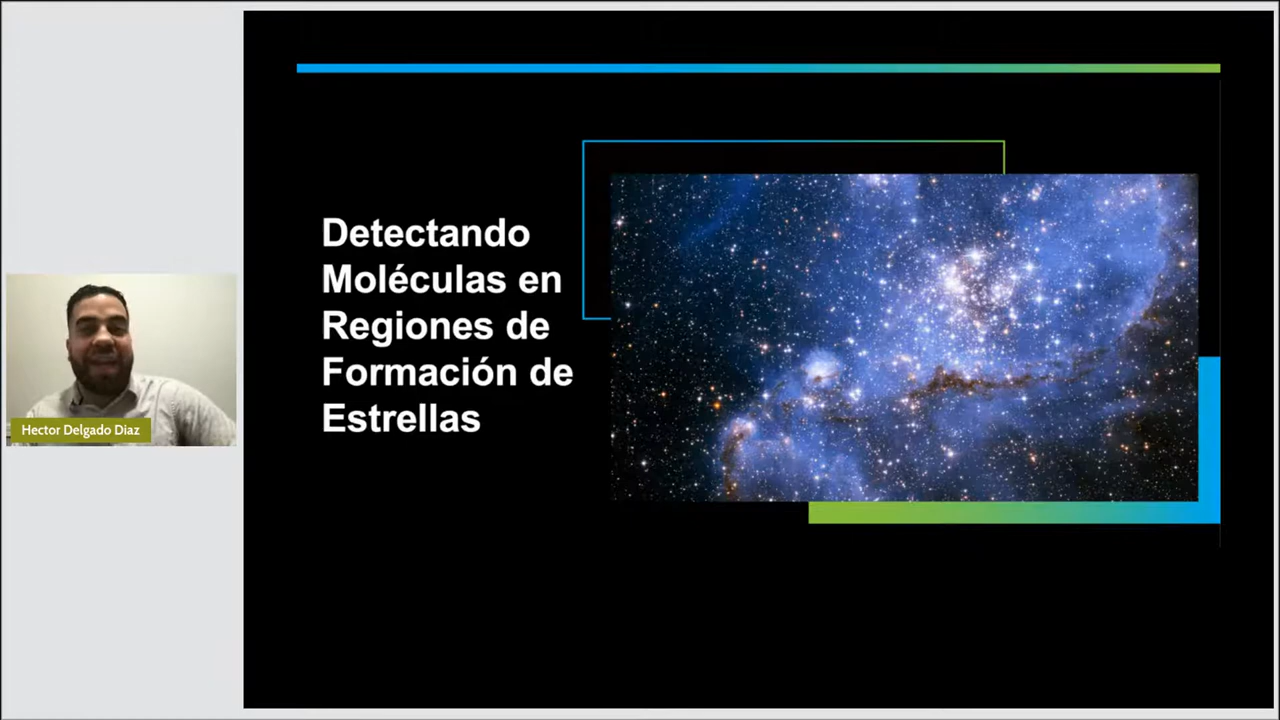 Detectando
Moléculas en
Regiones de
Formación de
Estrellas
Hector Delgado Diaz